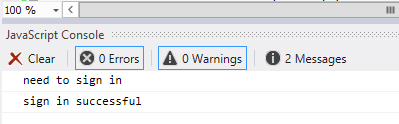 100 %
JavaScript Console
Clear 0 Errors 0 Warnings 2 Messages
need to sign in
sign in successful